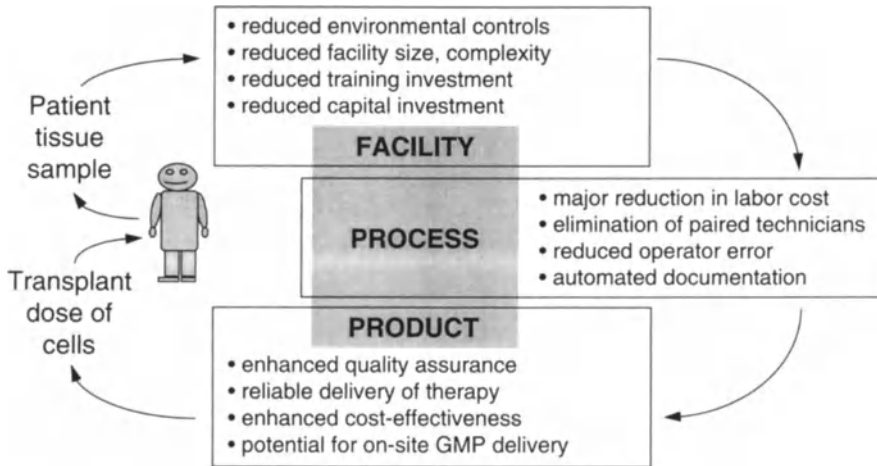 • reduced environmental controls
• reduced facility size, complexity
• reduced training investment
• reduced capital investment
FACILITY
Patient
tissue
sample
PROCESS
• major reduction in labor cost
• elimination of paired technicians
• reduced operator error
• automated documentation
Transplant
dose of
cells
PRODUCT
• enhanced quality assurance
• reliable delivery of therapy
• enhanced cost-effectiveness
• potential for on-site GMP delivery